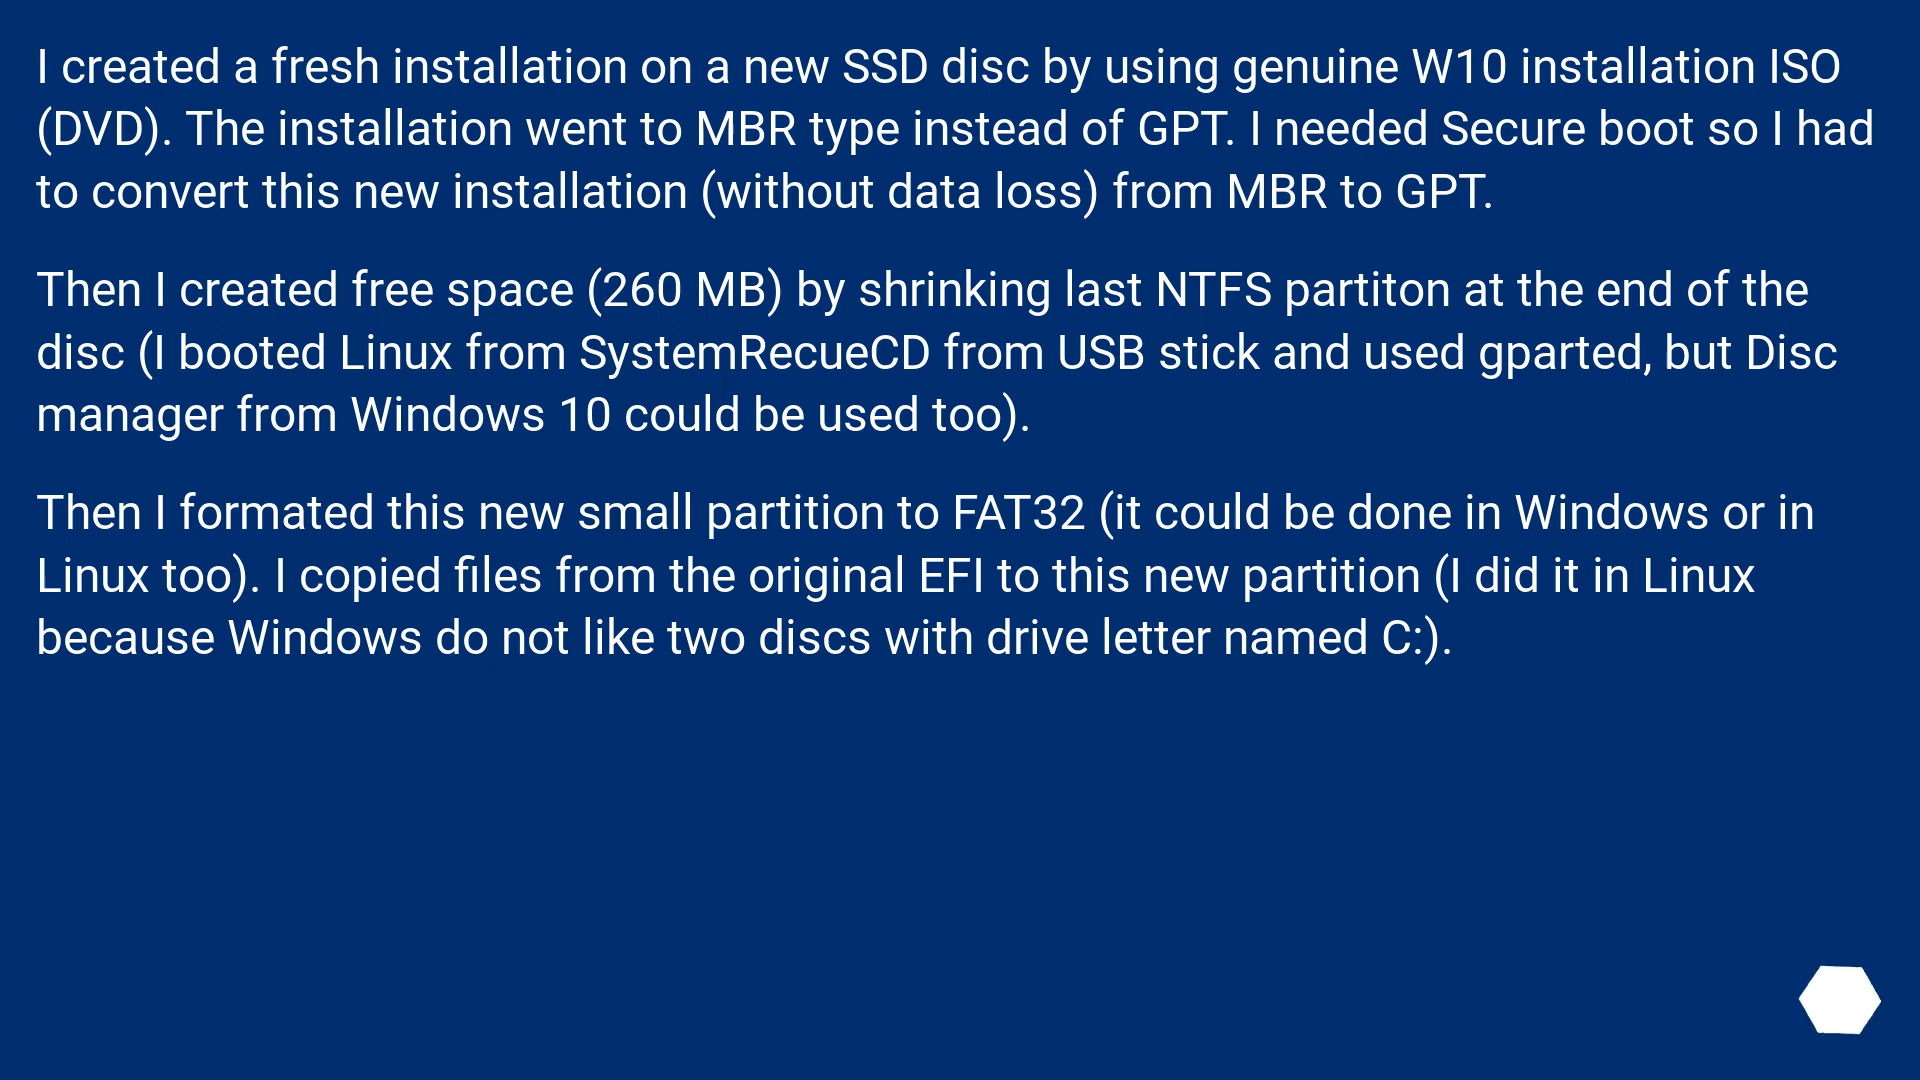 I created a fresh installation on a new SSD disc by using genuine W10 installation ISO
(DVD). The installation went to MBR type instead of GPT. I needed Secure boot so I had
to convert this new installation (without data loss) from MBR to GPT.
Then I created free space (260 MB) by shrinking last NTFS partiton at the end of the
disc (I booted Linux from SystemRecueCD from USB stick and used gparted, but Disc
manager from Windows 10 could be used too).
Then I formated this new small partition to FAT32 (it could be done in Windows or in
Linux too). I copied files from the original EFI to this new partition (I did it in Linux
because Windows do not like two discs with drive letter named C:).